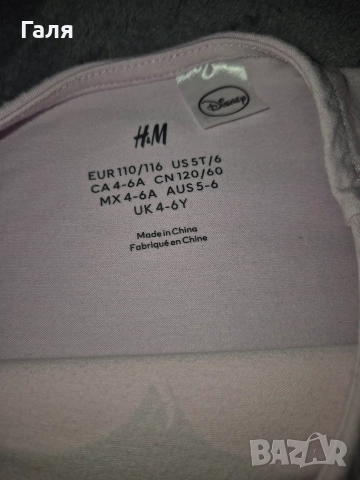 Галя
Disney
H&M
EUR 110/116 US 5T/6
CA 4-6A CN 120/60
MX 4-6A AUS 5-6
UK 4-6Y
Made in China
Fabriqué en Chine
BAZAR